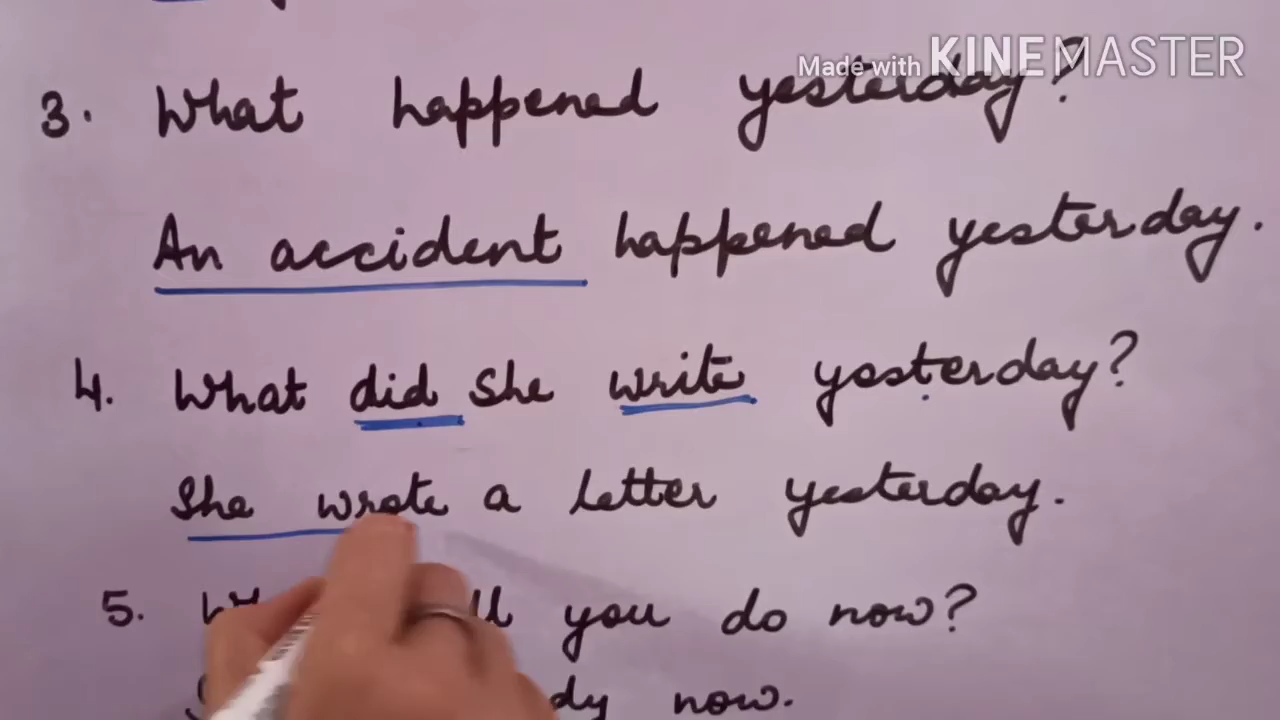 Made with KINEMASTER
3. What happened yesterday?
An accident happened yesterday.
4. What did she write yesterday?
She wrote a letter yesterday.
5. you do now?
now.